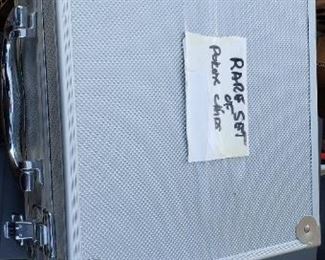 RARE SET
OF
POKER CHIPS